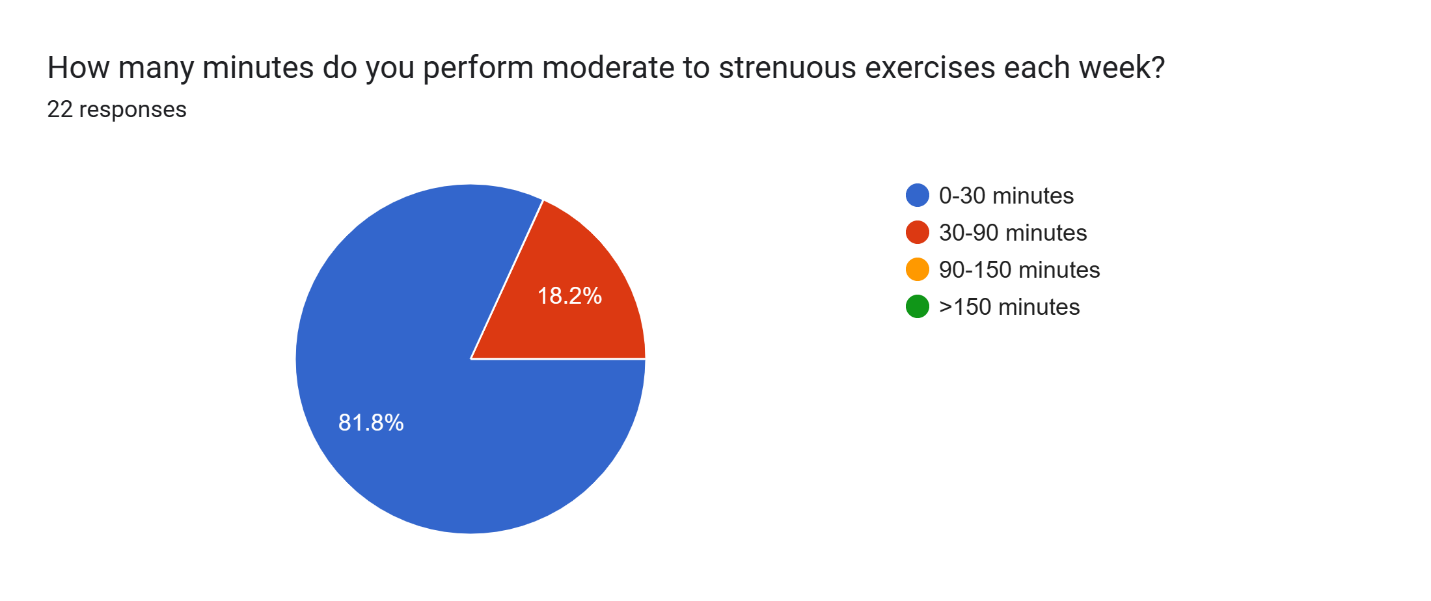 How many minutes do you perform moderate to strenuous exercises each week?
22 responses
0-30 minutes
30-90 minutes
90-150 minutes
>150 minutes
18.2%
81.8%